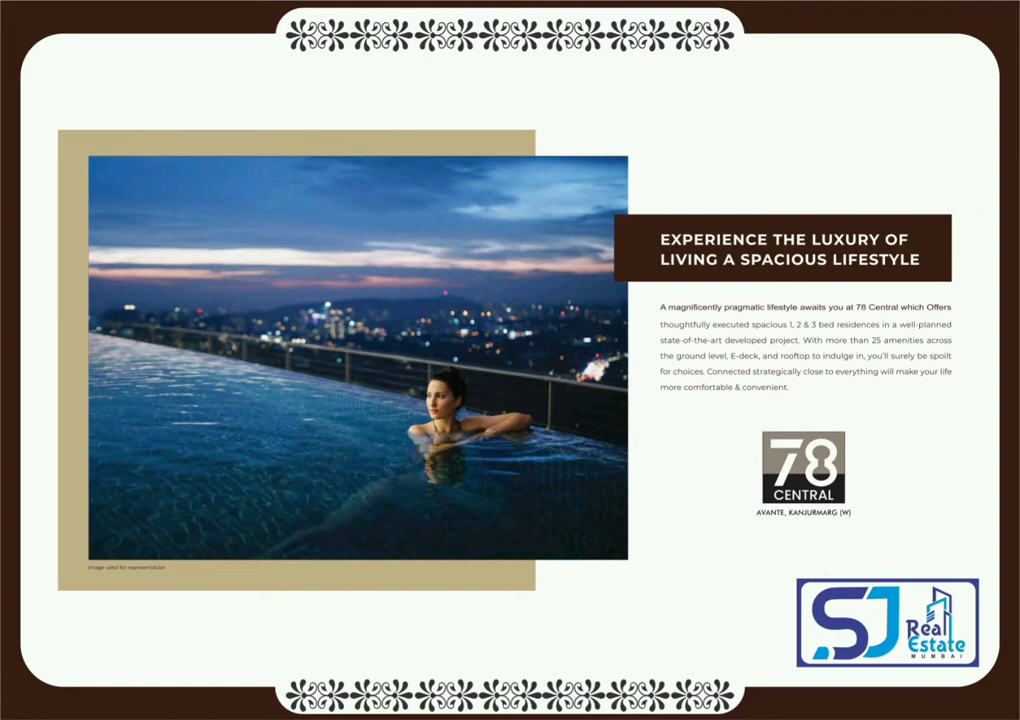 EXPERIENCE THE LUXURY OF
LIVING A SPACIOUS LIFESTYLE
A magnificently pragmatic lifestyle awaits you at 78 Central which Offers
thoughtfully executed spacious 1, 2 & 3 bed residences in a well-planned
state-of-the-art developed project. With more than 25 amenities across
the ground level, E-deck, and rooftop to indulge in, you'll surely be spoilt
for choices. Connected strategically close to everything will make your life
more comfortable & convenient.
78
CENTRAL
AVANTE, KANJURMARG (W)
Image used for representation
SJ
Real
Estate
MUMBAI